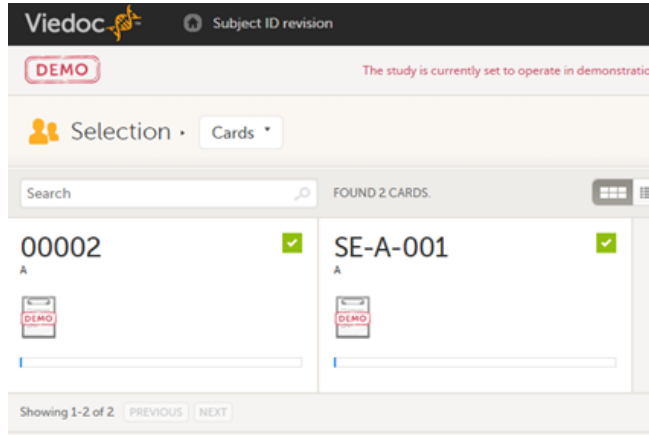 Viedoc Subject ID revision
DEMO The study is currently set to operate in demonstratio
Selection Cards
Search FOUND 2 CARDS.
00002 SE-A-001
A A
DEMO DEMO
Showing 1-2 of 2 PREVIOUS NEXT